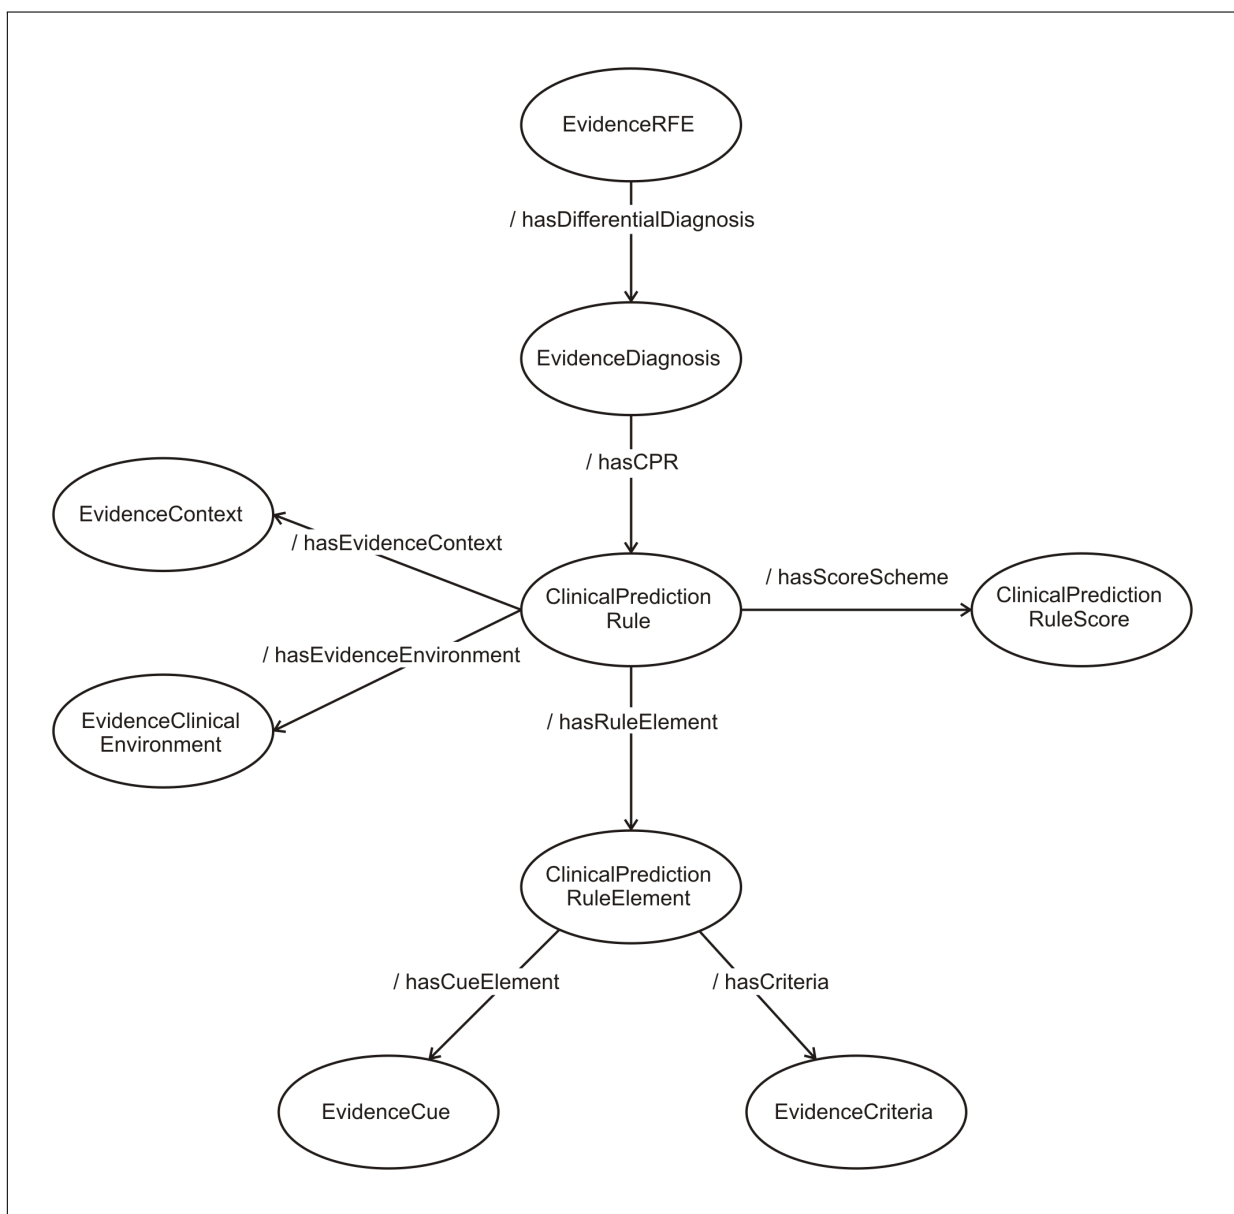 EvidenceRFE
/ hasDifferentialDiagnosis
EvidenceDiagnosis
/ hasCPR
EvidenceContext
/ hasEvidenceContext
ClinicalPrediction
Rule
/ hasScoreScheme
ClinicalPrediction
RuleScore
/ hasEvidenceEnvironment
EvidenceClinical
Environment
/ hasRuleElement
ClinicalPrediction
RuleElement
/ hasCueElement
/ hasCriteria
EvidenceCue
EvidenceCriteria